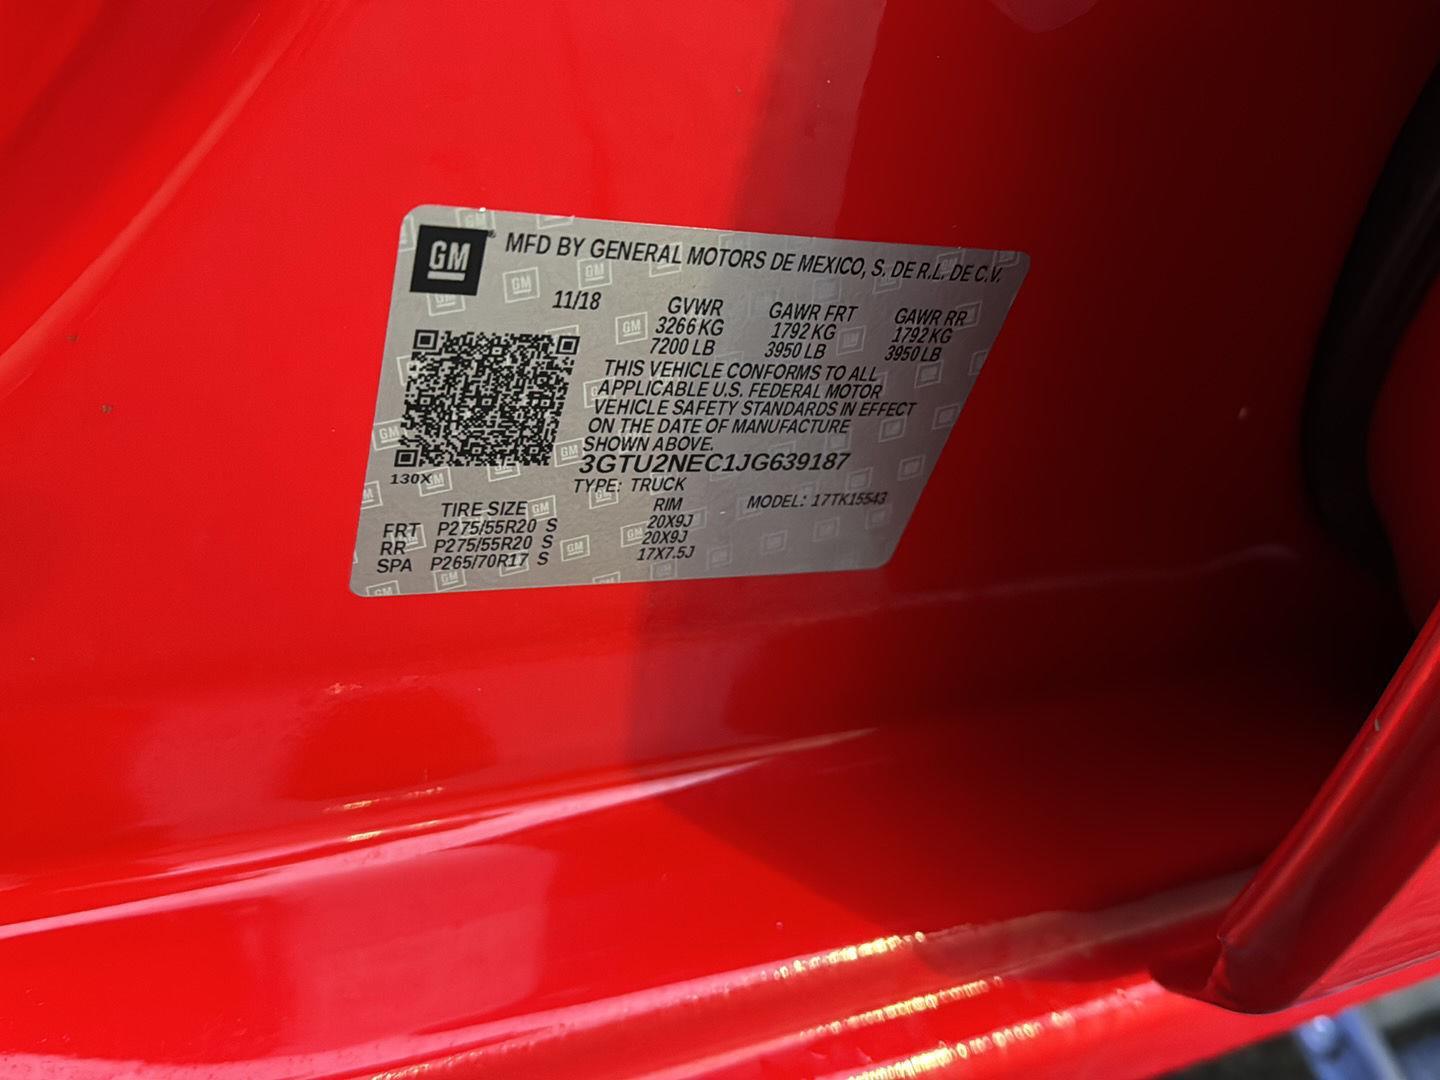 GM
MFD BY GENERAL MOTORS DE MEXICO, S. DE R.L. DE C.V.
11/18 GVWR GAWR FRT GAWR RR
3266 KG 1792 KG 1792 KG
7200 LB 3950 LB 3950 LB
THIS VEHICLE CONFORMS TO ALL
APPLICABLE U.S. FEDERAL MOTOR
VEHICLE SAFETY STANDARDS IN EFFECT
ON THE DATE OF MANUFACTURE
SHOWN ABOVE.
3GTU2NEC1JG639187
130X
TYPE: TRUCK
TIRE SIZE RIM MODEL: 17TK15543
FRT P275/55R20 S 20X9J
RR P275/55R20 S 20X9J
SPA P265/70R17 S 17X7.5J